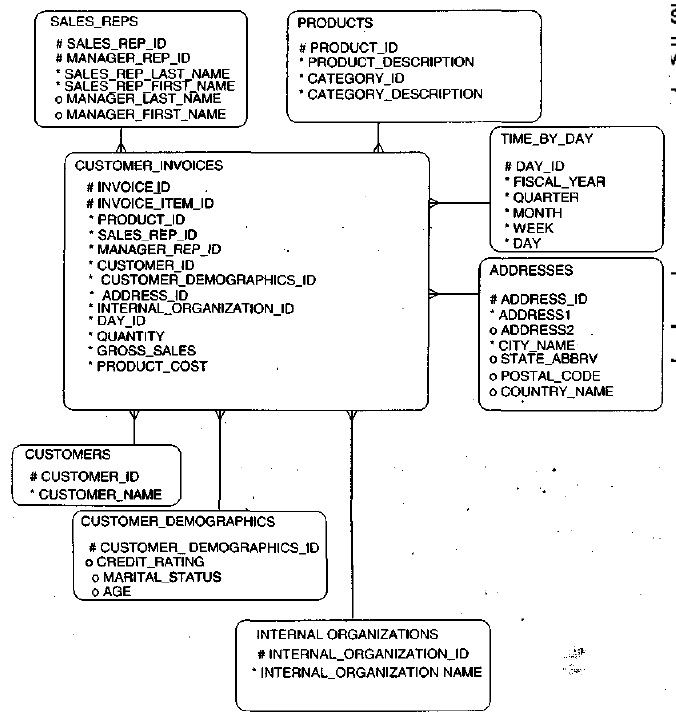 SALES_REPS
# SALES_REP_ID
# MANAGER_REP_ID
* SALES_REP_LAST_NAME
* SALES_REP_FIRST_NAME
o MANAGER_LAST_NAME
o MANAGER_FIRST_NAME
PRODUCTS
# PRODUCT_ID
* PRODUCT_DESCRIPTION
* CATEGORY_ID
* CATEGORY_DESCRIPTION
CUSTOMER_INVOICES
# INVOICE_ID
# INVOICE_ITEM_ID
* PRODUCT_ID
* SALES_REP_ID
* MANAGER_REP_ID
* CUSTOMER_ID
* CUSTOMER_DEMOGRAPHICS_ID
* ADDRESS_ID
* INTERNAL_ORGANIZATION_ID
* DAY_ID
* QUANTITY
* GROSS_SALES
* PRODUCT_COST
TIME_BY_DAY
# DAY_ID
* FISCAL_YEAR
* QUARTER
* MONTH
* WEEK
* DAY
ADDRESSES
# ADDRESS_ID
* ADDRESS1
o ADDRESS2
* CITY_NAME
o STATE_ABBRV
o POSTAL_CODE
o COUNTRY_NAME
CUSTOMERS
# CUSTOMER_ID
* CUSTOMER_NAME
CUSTOMER_DEMOGRAPHICS
# CUSTOMER_ DEMOGRAPHICS_ID
o CREDIT_RATING
o MARITAL_STATUS
o AGE
INTERNAL ORGANIZATIONS
# INTERNAL_ORGANIZATION_ID
* INTERNAL_ORGANIZATION NAME